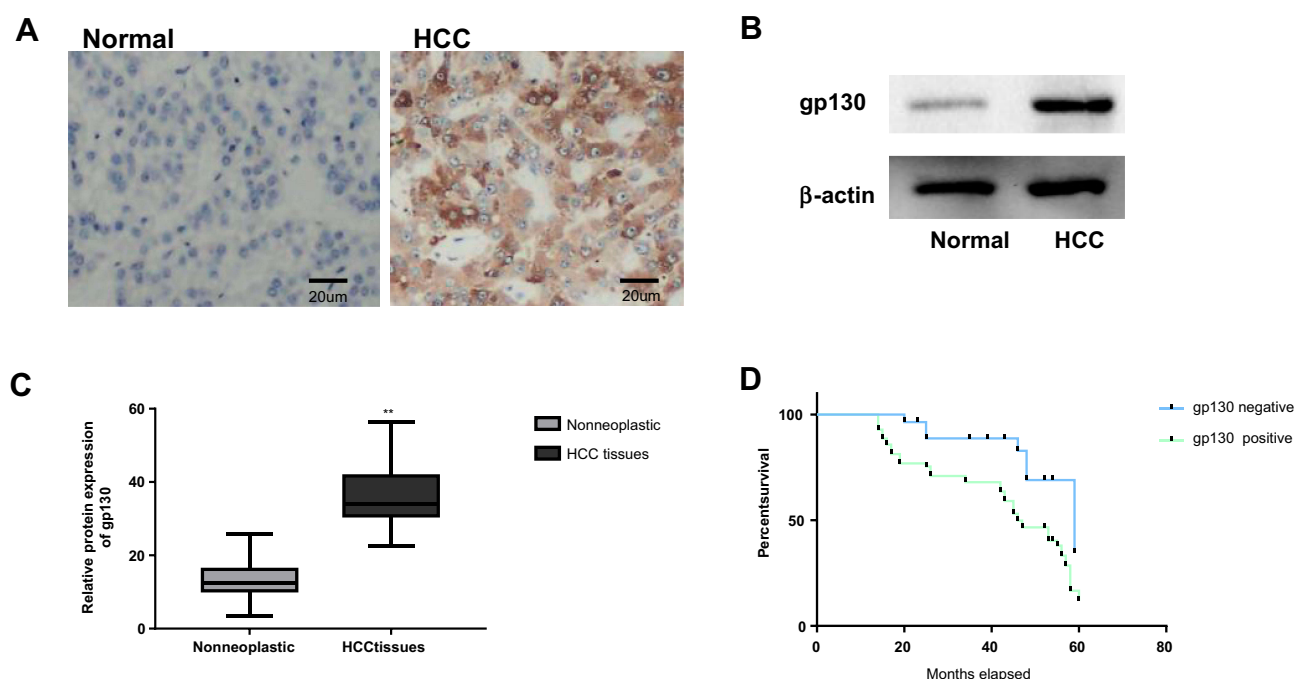 A
Normal
HCC
20um
20um
B
gp130
β-actin
Normal
HCC
C
Relative protein expression
of gp130
60
40
20
0
**
Nonneoplastic
HCCtissues
Nonneoplastic
HCC tissues
D
Percentsurvival
100
50
0
0
20
40
60
80
Months elapsed
gp130 negative
gp130 positive